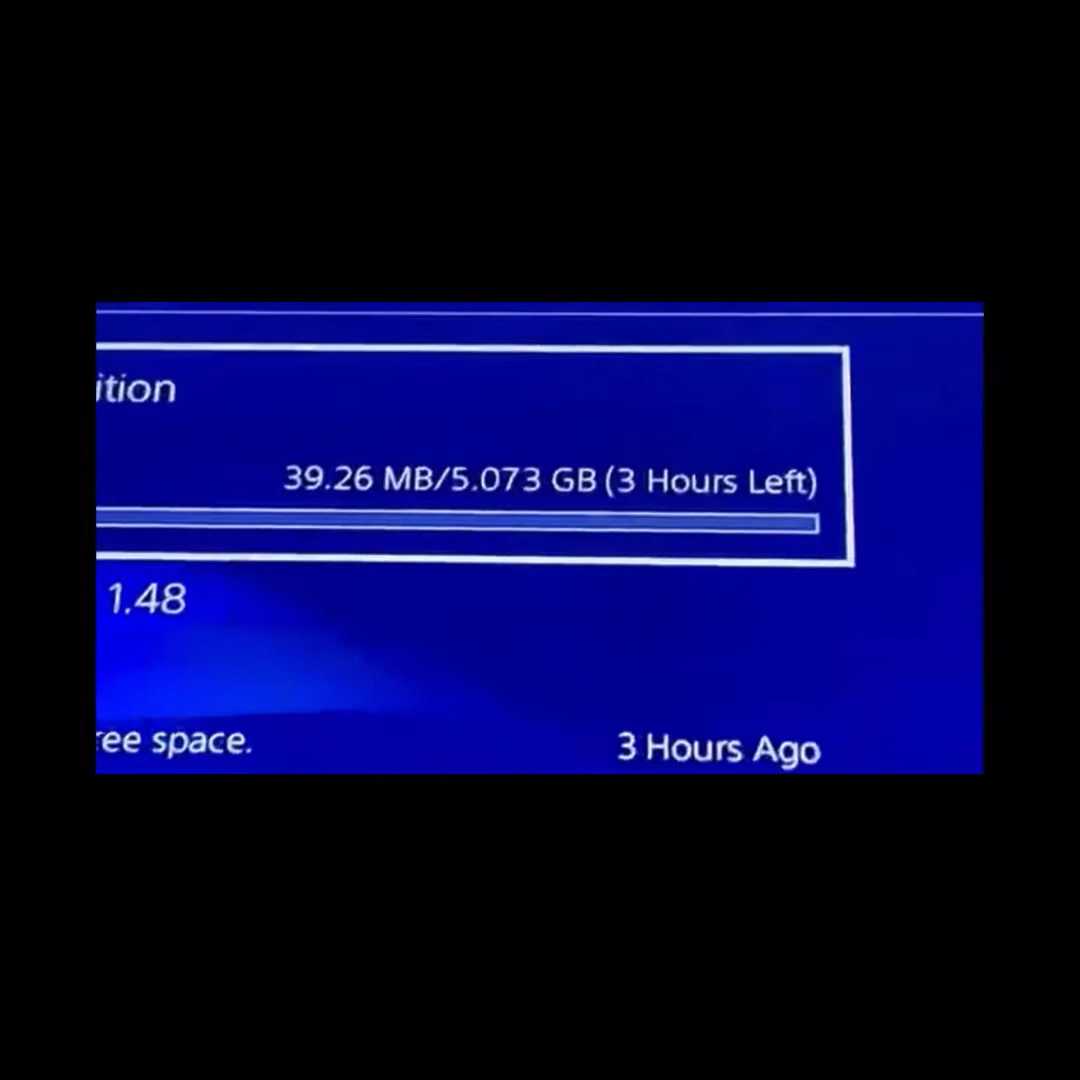 ition
39.26 MB/5.073 GB (3 Hours Left)
1.48
ree space.
3 Hours Ago